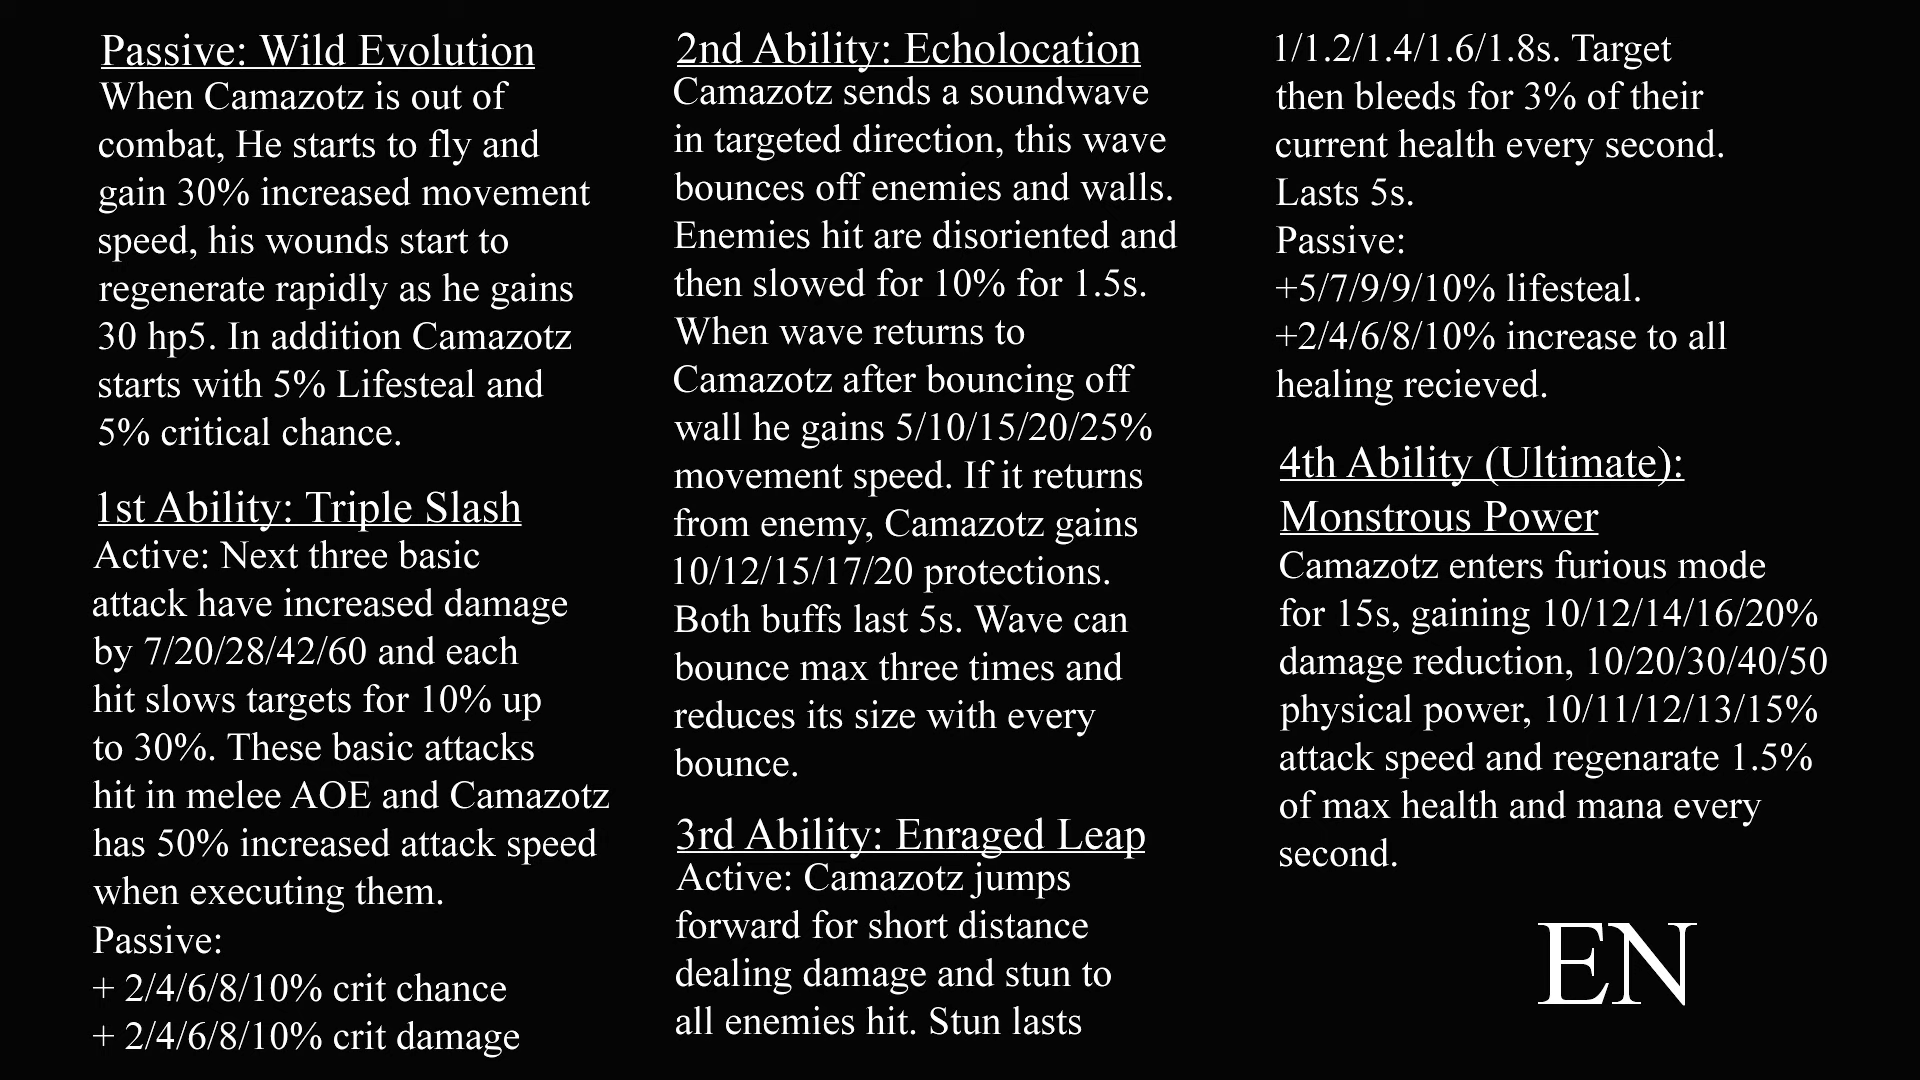 Passive: Wild Evolution
When Camazotz is out of
combat, He starts to fly and
gain 30% increased movement
speed, his wounds start to
regenerate rapidly as he gains
30 hp5. In addition Camazotz
starts with 5% Lifesteal and
5% critical chance.
1st Ability: Triple Slash
Active: Next three basic
attack have increased damage
by 7/20/28/42/60 and each
hit slows targets for 10% up
to 30%. These basic attacks
hit in melee AOE and Camazotz
has 50% increased attack speed
when executing them.
Passive:
+ 2/4/6/8/10% crit chance
+ 2/4/6/8/10% crit damage
2nd Ability: Echolocation
Camazotz sends a soundwave
in targeted direction, this wave
bounces off enemies and walls.
Enemies hit are disoriented and
then slowed for 10% for 1.5s.
When wave returns to
Camazotz after bouncing off
wall he gains 5/10/15/20/25%
movement speed. If it returns
from enemy, Camazotz gains
10/12/15/17/20 protections.
Both buffs last 5s. Wave can
bounce max three times and
reduces its size with every
bounce.
3rd Ability: Enraged Leap
Active: Camazotz jumps
forward for short distance
dealing damage and stun to
all enemies hit. Stun lasts
1/1.2/1.4/1.6/1.8s. Target
then bleeds for 3% of their
current health every second.
Lasts 5s.
Passive:
+5/7/9/9/10% lifesteal.
+2/4/6/8/10% increase to all
healing recieved.
4th Ability (Ultimate):
Monstrous Power
Camazotz enters furious mode
for 15s, gaining 10/12/14/16/20%
damage reduction, 10/20/30/40/50
physical power, 10/11/12/13/15%
attack speed and regenarate 1.5%
of max health and mana every
second.
EN